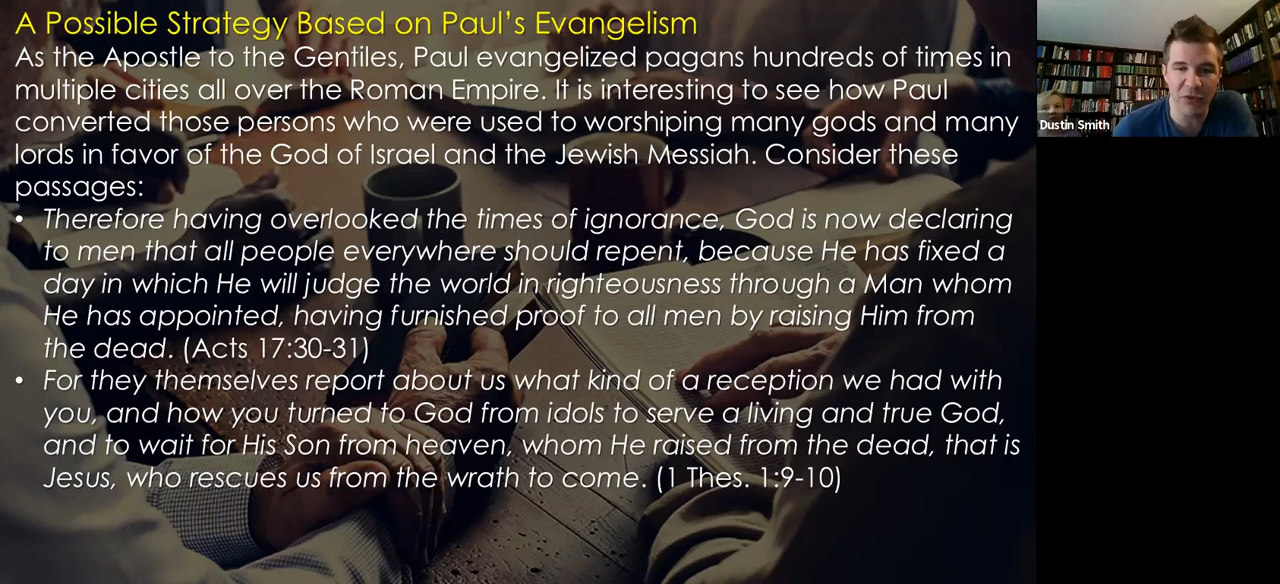 A Possible Strategy Based on Paul's Evangelism
As the Apostle to the Gentiles, Paul evangelized pagans hundreds of times in
multiple cities all over the Roman Empire. It is interesting to see how Paul
converted those persons who were used to worshiping many gods and many
lords in favor of the God of Israel and the Jewish Messiah. Consider these
passages:
• Therefore having overlooked the times of ignorance, God is now declaring
to men that all people everywhere should repent, because He has fixed a
day in which He will judge the world in righteousness through a Man whom
He has appointed, having furnished proof to all men by raising Him from
the dead. (Acts 17:30-31)
• For they themselves report about us what kind of a reception we had with
you, and how you turned to God from idols to serve a living and true God,
and to wait for His Son from heaven, whom He raised from the dead, that is
Jesus, who rescues us from the wrath to come. (1 Thes. 1:9-10)
Dustin Smith